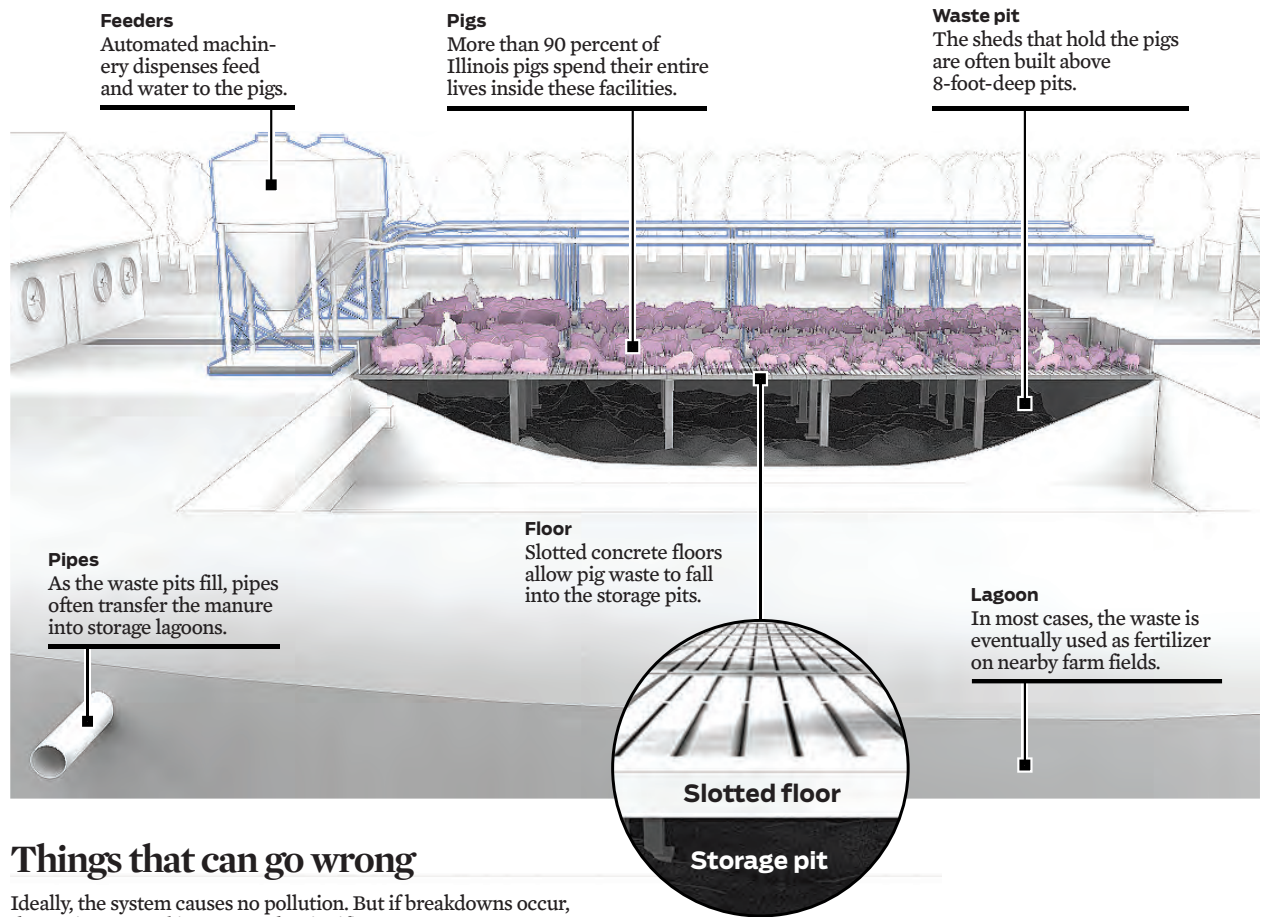 Feeders
Automated machin-
ery dispenses feed
and water to the pigs.
Pigs
More than 90 percent of
Illinois pigs spend their entire
lives inside these facilities.
Waste pit
The sheds that hold the pigs
are often built above
8-foot-deep pits.
Pipes
As the waste pits fill, pipes
often transfer the manure
into storage lagoons.
Floor
Slotted concrete floors
allow pig waste to fall
into the storage pits.
Lagoon
In most cases, the waste is
eventually used as fertilizer
on nearby farm fields.
Slotted floor
Storage pit
Things that can go wrong
Ideally, the system causes no pollution. But if breakdowns occur,